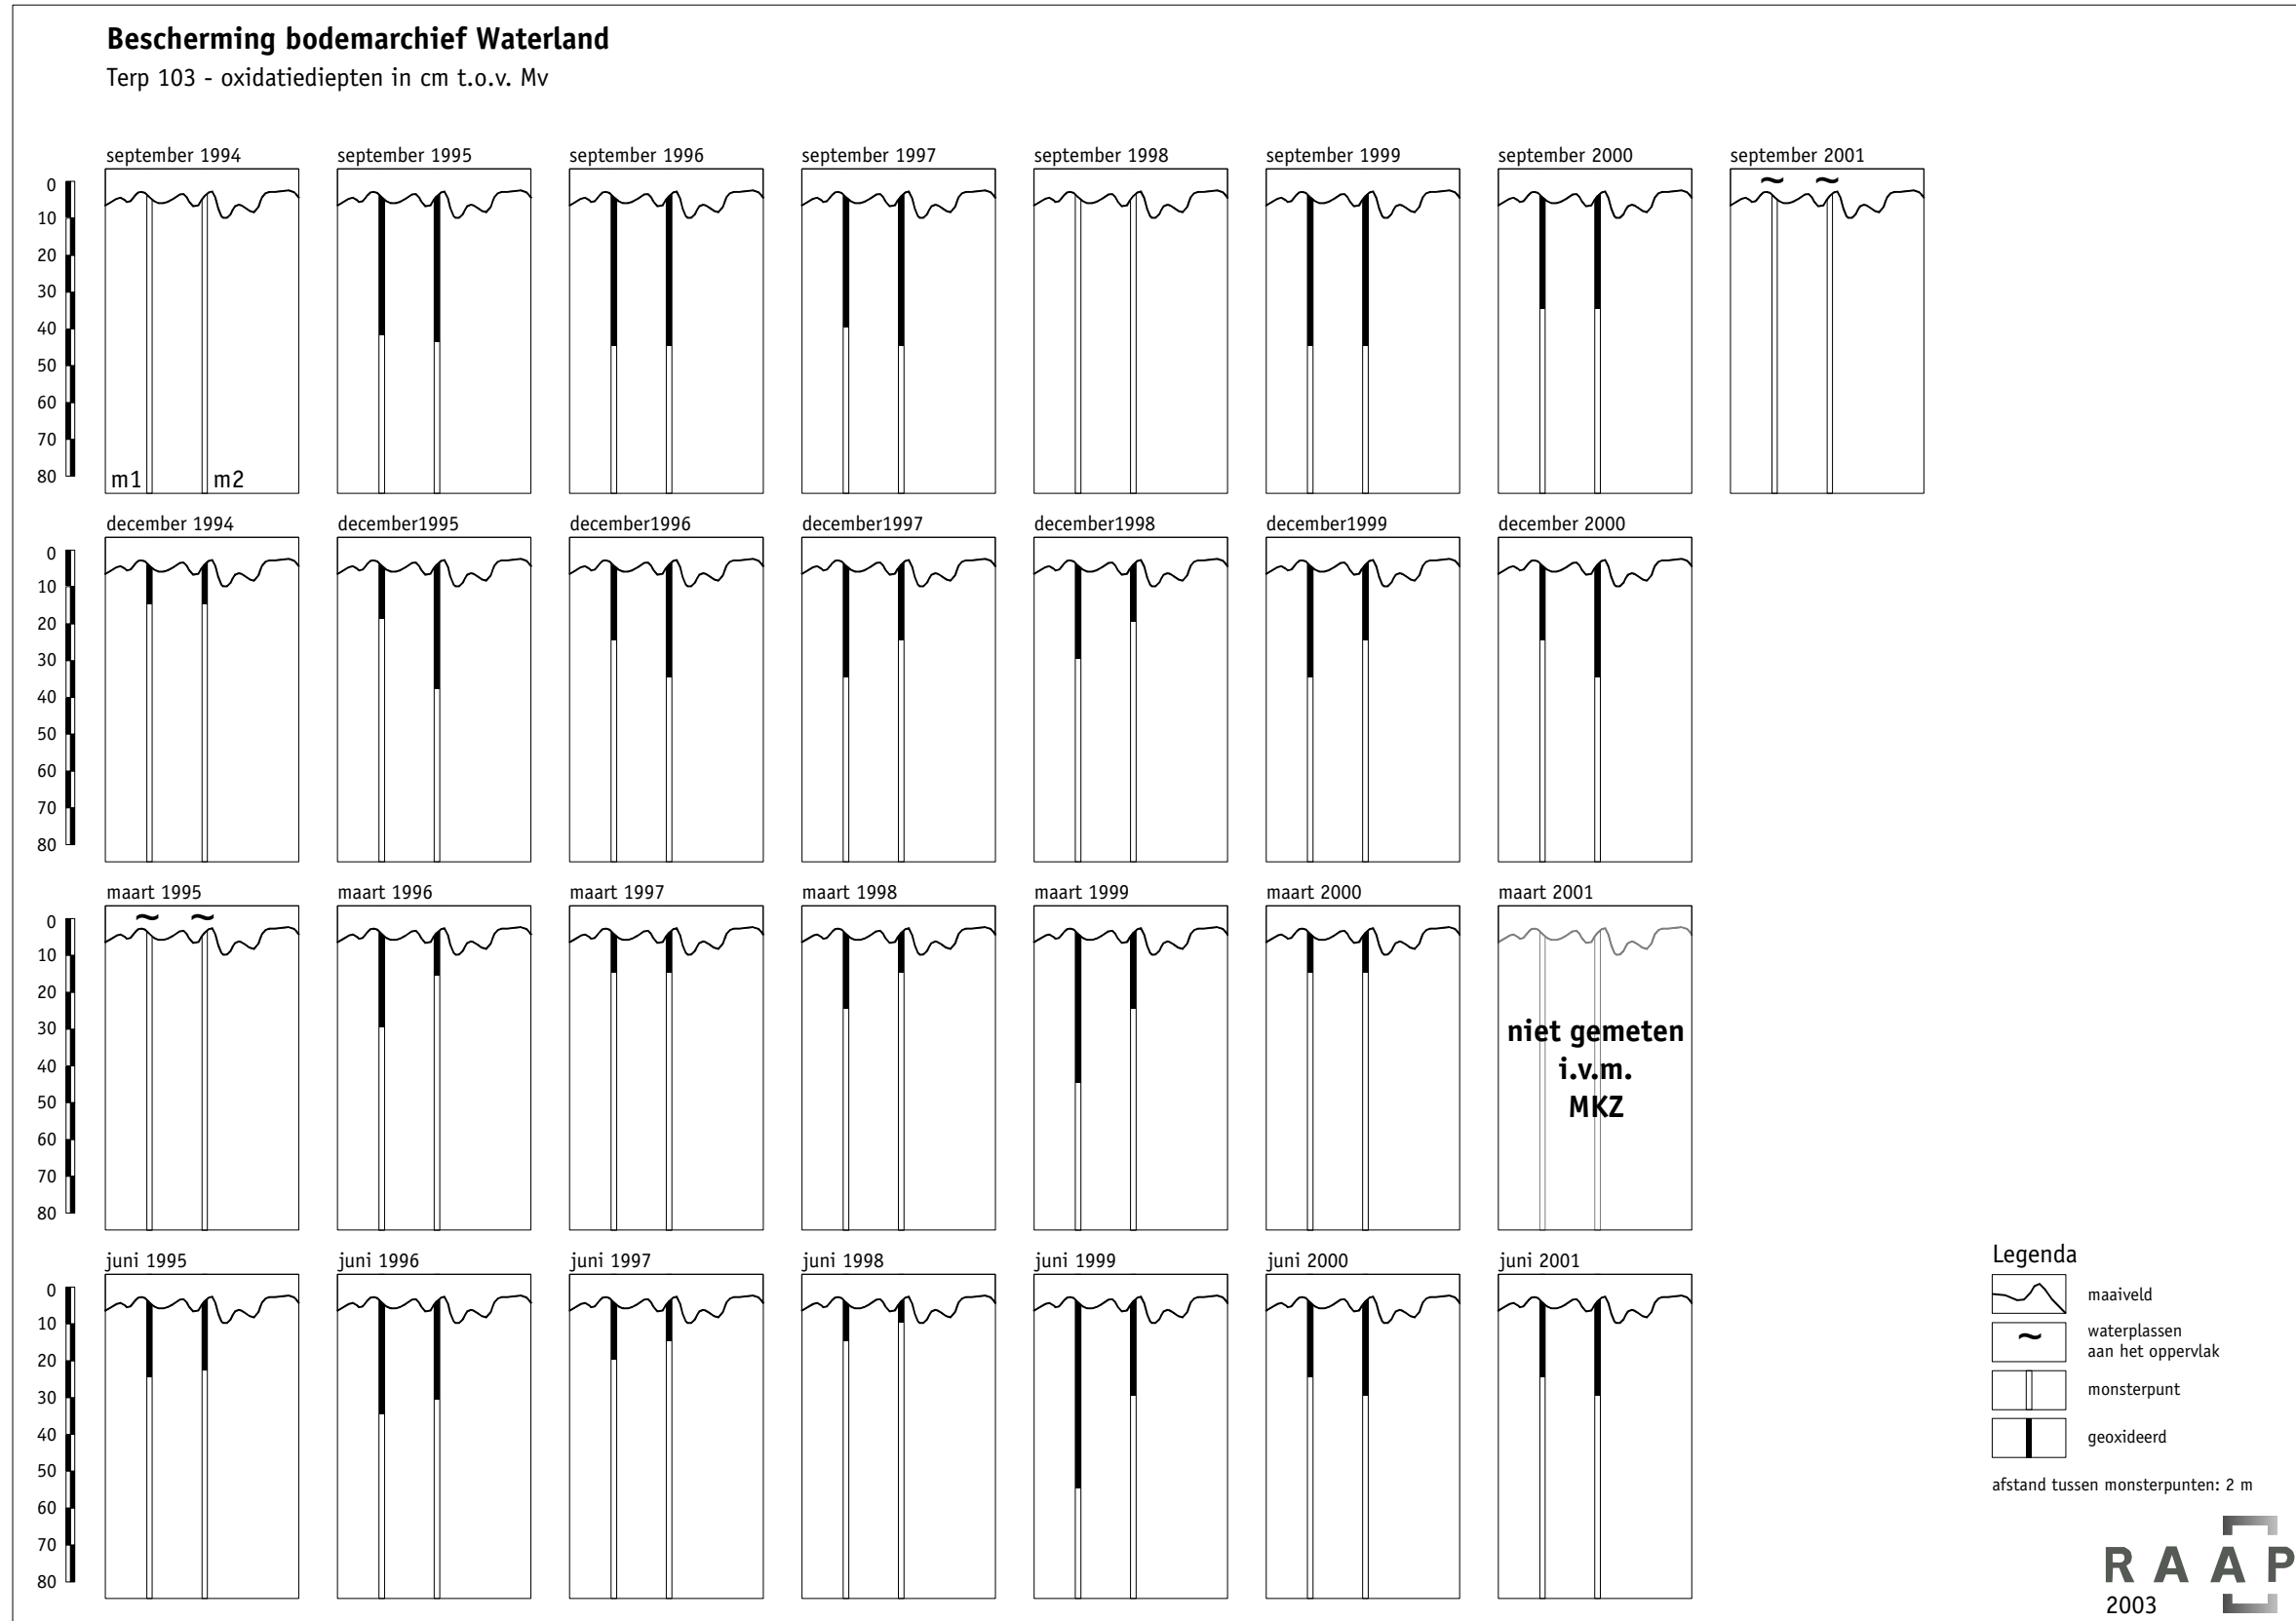 Bescherming bodemarchief Waterland
Terp 103 - oxidatiediepten in cm t.o.v. Mv
september 1994 september 1995 september 1996 september 1997 september 1998 september 1999 september 2000 september 2001
0
10
20
30
40
50
60
70
80
m1 m2
december 1994 december1995 december1996 december1997 december1998 december1999 december 2000
0
10
20
30
40
50
60
70
80
maart 1995 maart 1996 maart 1997 maart 1998 maart 1999 maart 2000 maart 2001
0
10
20
30
40
50
60
70
80
niet gemeten
i.v.m.
MKZ
juni 1995 juni 1996 juni 1997 juni 1998 juni 1999 juni 2000 juni 2001
0
10
20
30
40
50
60
70
80
Legenda
maaiveld
waterplassen
aan het oppervlak
monsterpunt
geoxideerd
afstand tussen monsterpunten: 2 m
RAAP
2003